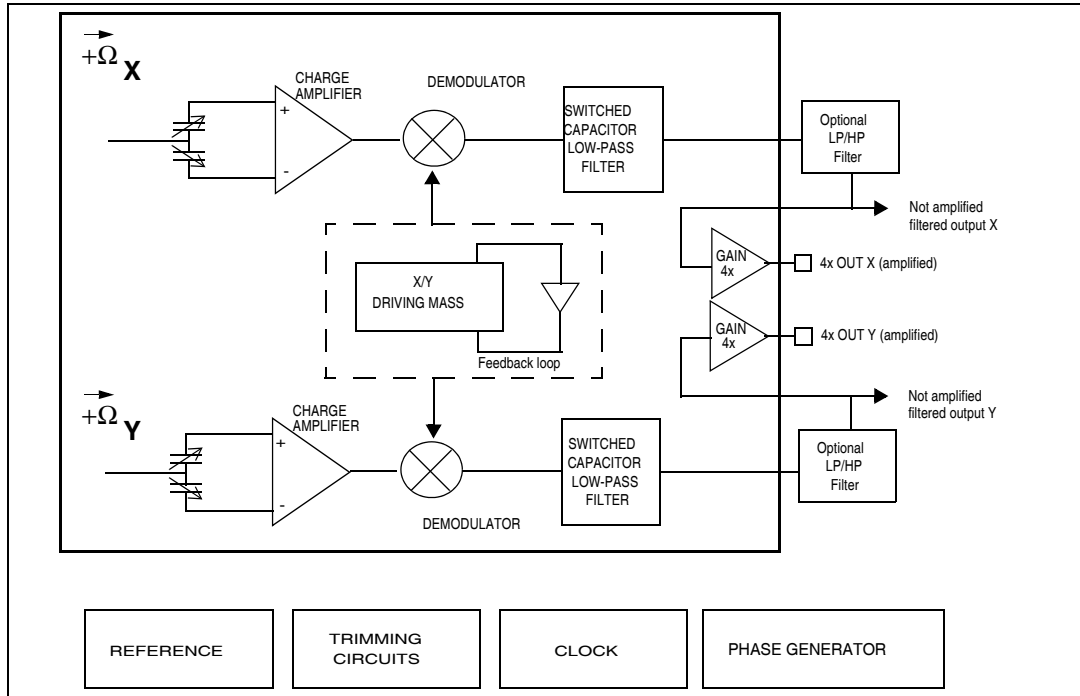 +Ω X
CHARGE
AMPLIFIER
+
-
DEMODULATOR
SWITCHED
CAPACITOR
LOW-PASS
FILTER
Optional
LP/HP
Filter
Not amplified
filtered output X
GAIN
4x
4x OUT X (amplified)
X/Y
DRIVING MASS
Feedback loop
GAIN
4x
4x OUT Y (amplified)
Not amplified
filtered output Y
+Ω Y
CHARGE
AMPLIFIER
+
-
DEMODULATOR
SWITCHED
CAPACITOR
LOW-PASS
FILTER
Optional
LP/HP
Filter
REFERENCE
TRIMMING
CIRCUITS
CLOCK
PHASE GENERATOR